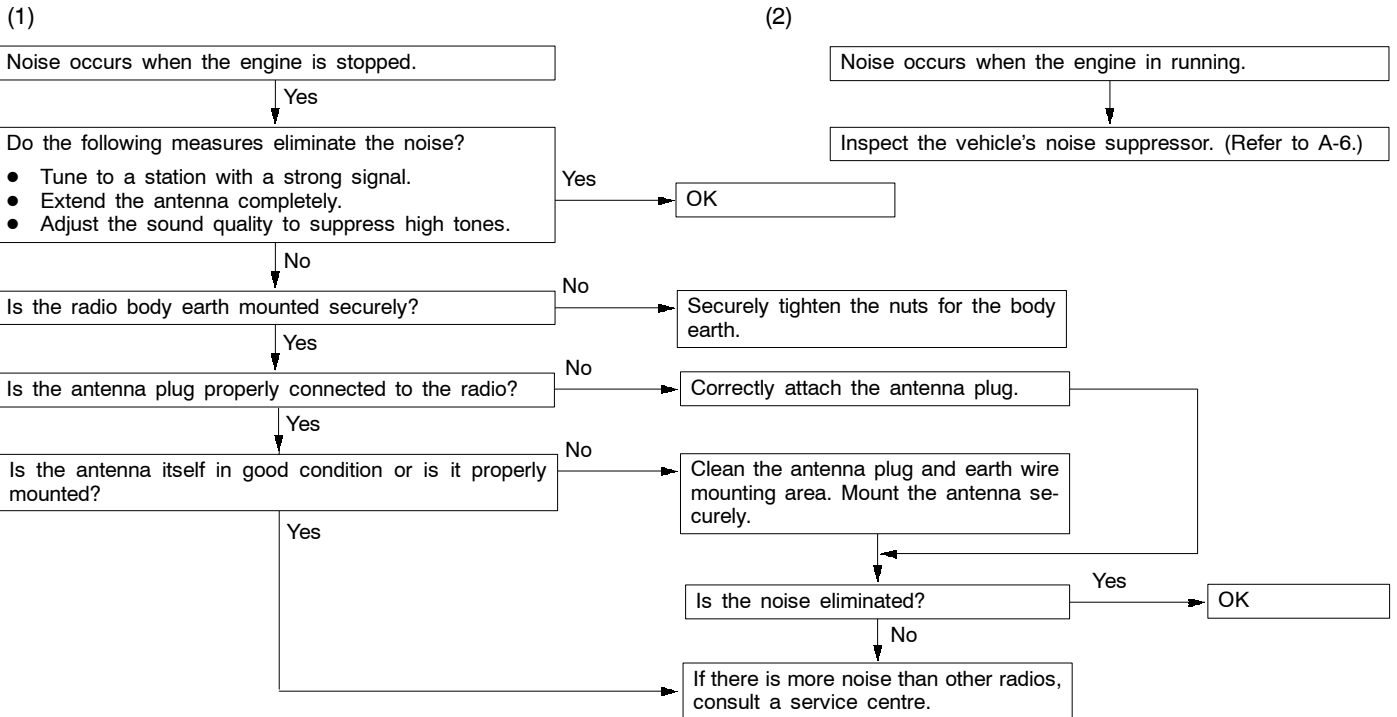 (1)
(2)
Noise occurs when the engine is stopped.
Noise occurs when the engine in running.
Yes
Do the following measures eliminate the noise?
● Tune to a station with a strong signal.
● Extend the antenna completely.
● Adjust the sound quality to suppress high tones.
Inspect the vehicle's noise suppressor. (Refer to A-6.)
Yes
OK
No
Is the radio body earth mounted securely?
No
Securely tighten the nuts for the body
earth.
Yes
Is the antenna plug properly connected to the radio?
No
Correctly attach the antenna plug.
Yes
Is the antenna itself in good condition or is it properly
mounted?
No
Clean the antenna plug and earth wire
mounting area. Mount the antenna se-
curely.
Yes
Is the noise eliminated?
Yes
OK
No
If there is more noise than other radios,
consult a service centre.